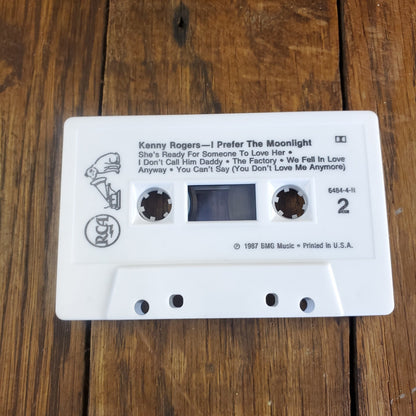 Kenny Rogers—I Prefer The Moonlight
She's Ready For Someone To Love Her •
I Don't Call Him Daddy • The Factory • We Fell In Love
Anyway • You Can't Say (You Don't Love Me Anymore)
6484-4-R
2
RCA
℗ 1987 BMG Music • Printed in U.S.A.